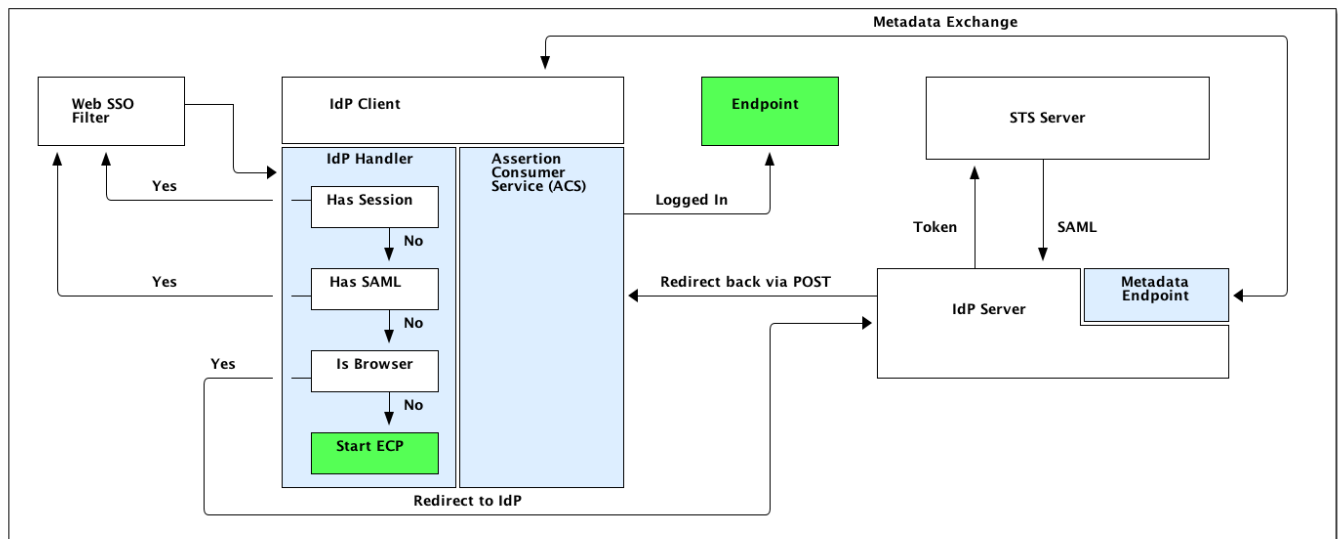 Metadata Exchange
Web SSO
Filter
IdP Client
Endpoint
STS Server
IdP Handler
Assertion
Consumer
Service (ACS)
Yes
Has Session
Logged In
No
Token
SAML
Yes
Has SAML
Redirect back via POST
Metadata
Endpoint
IdP Server
No
Yes
Is Browser
No
Start ECP
Redirect to IdP